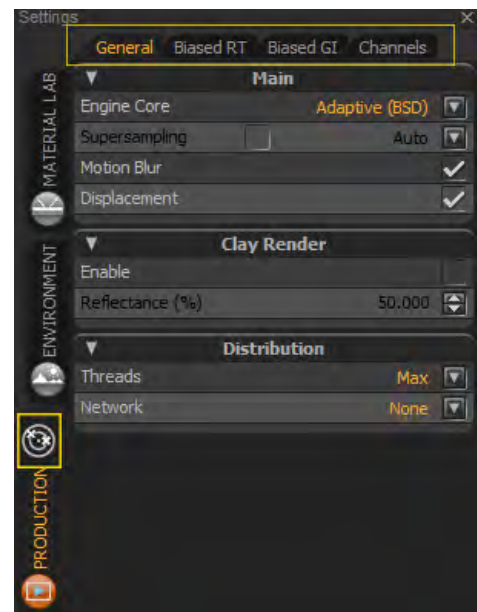 Settings
General Biased RT Biased GI Channels
Main
Engine Core Adaptive (BSD)
Supersampling Auto
Motion Blur
Displacement
Clay Render
Enable
Reflectance (%) 50.000
Distribution
Threads Max
Network None
MATERIAL LAB
ENVIRONMENT
PRODUCTION